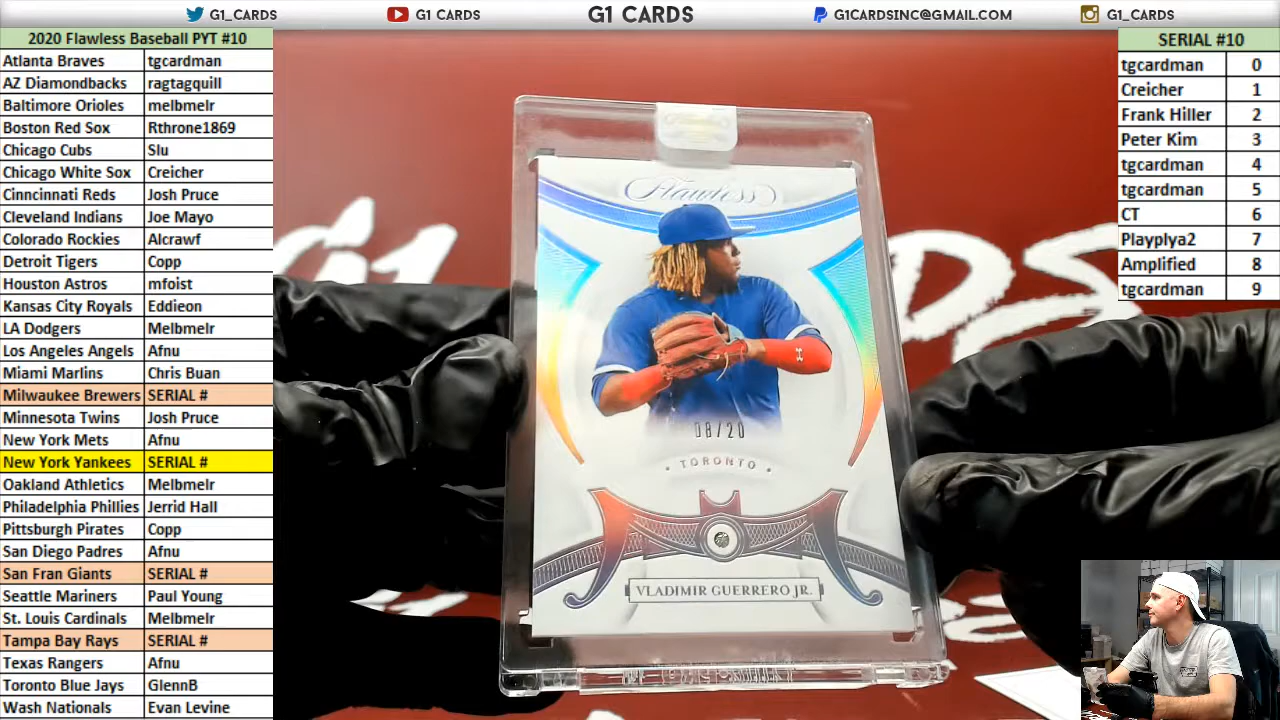 G1_CARDS
G1 CARDS
G1 CARDS
G1CARDSINC@GMAIL.COM
G1_CARDS
2020 Flawless Baseball PYT #10
Atlanta Braves tgcardman
AZ Diamondbacks ragtagquill
Baltimore Orioles melbmelr
Boston Red Sox Rthrone1869
Chicago Cubs Slu
Chicago White Sox Creicher
Cinncinnati Reds Josh Pruce
Cleveland Indians Joe Mayo
Colorado Rockies Alcrawf
Detroit Tigers Copp
Houston Astros mfoist
Kansas City Royals Eddieon
LA Dodgers Melbmelr
Los Angeles Angels Afnu
Miami Marlins Chris Buan
Milwaukee Brewers SERIAL #
Minnesota Twins Josh Pruce
New York Mets Afnu
New York Yankees SERIAL #
Oakland Athletics Melbmelr
Philadelphia Phillies Jerrid Hall
Pittsburgh Pirates Copp
San Diego Padres Afnu
San Fran Giants SERIAL #
Seattle Mariners Paul Young
St. Louis Cardinals Melbmelr
Tampa Bay Rays SERIAL #
Texas Rangers Afnu
Toronto Blue Jays GlennB
Wash Nationals Evan Levine
Flawless
08/20
TORONTO
VLADIMIR GUERRERO JR.
SERIAL #10
tgcardman 0
Creicher 1
Frank Hiller 2
Peter Kim 3
tgcardman 4
tgcardman 5
CT 6
Playplya2 7
Amplified 8
tgcardman 9